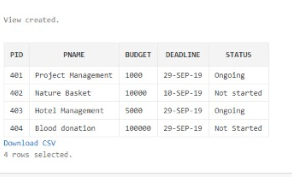 View created.
PID PNAME BUDGET DEADLINE STATUS
401 Project Management 1000 29-SEP-19 Ongoing
402 Nature Basket 10000 10-SEP-19 Not started
403 Hotel Management 5000 29-SEP-19 Ongoing
404 Blood donation 100000 29-SEP-19 Not Started
Download CSV
4 rows selected.